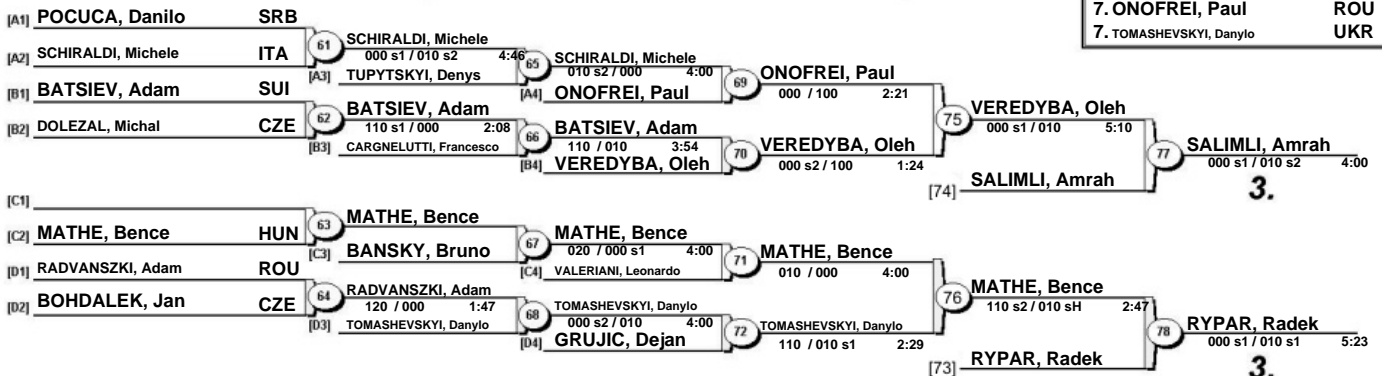 7. ONOFREI, Paul ROU
7. TOMASHEVSKYI, Danylo UKR
[A1] POCUCA, Danilo SRB
[A2] SCHIRALDI, Michele ITA
61
SCHIRALDI, Michele
000 s1 / 010 s2 4:46
[A3] TUPYTSKYI, Denys
65
SCHIRALDI, Michele
010 s2 / 000 4:00
[A4] ONOFREI, Paul
69
ONOFREI, Paul
000 / 100 2:21
[B1] BATSIEV, Adam SUI
[B2] DOLEZAL, Michal CZE
62
BATSIEV, Adam
110 s1 / 000 2:08
[B3] CARGNELUTTI, Francesco
66
BATSIEV, Adam
110 / 010 3:54
[B4] VEREDYBA, Oleh
70
VEREDYBA, Oleh
000 s2 / 100 1:24
75
VEREDYBA, Oleh
000 s1 / 010 5:10
[74] SALIMLI, Amrah
77
SALIMLI, Amrah
000 s1 / 010 s2 4:00
3.
[C1]
[C2] MATHE, Bence HUN
63
MATHE, Bence
[C3] BANSKY, Bruno
67
MATHE, Bence
020 / 000 s1 4:00
[C4] VALERIANI, Leonardo
71
MATHE, Bence
010 / 000 4:00
[D1] RADVANSZKI, Adam ROU
[D2] BOHDALEK, Jan CZE
64
RADVANSZKI, Adam
120 / 000 1:47
[D3] TOMASHEVSKYI, Danylo
68
TOMASHEVSKYI, Danylo
000 s2 / 010 4:00
[D4] GRUJIC, Dejan
72
TOMASHEVSKYI, Danylo
110 / 010 s1 2:29
76
MATHE, Bence
110 s2 / 010 sH 2:47
[73] RYPAR, Radek
78
RYPAR, Radek
000 s1 / 010 s1 5:23
3.